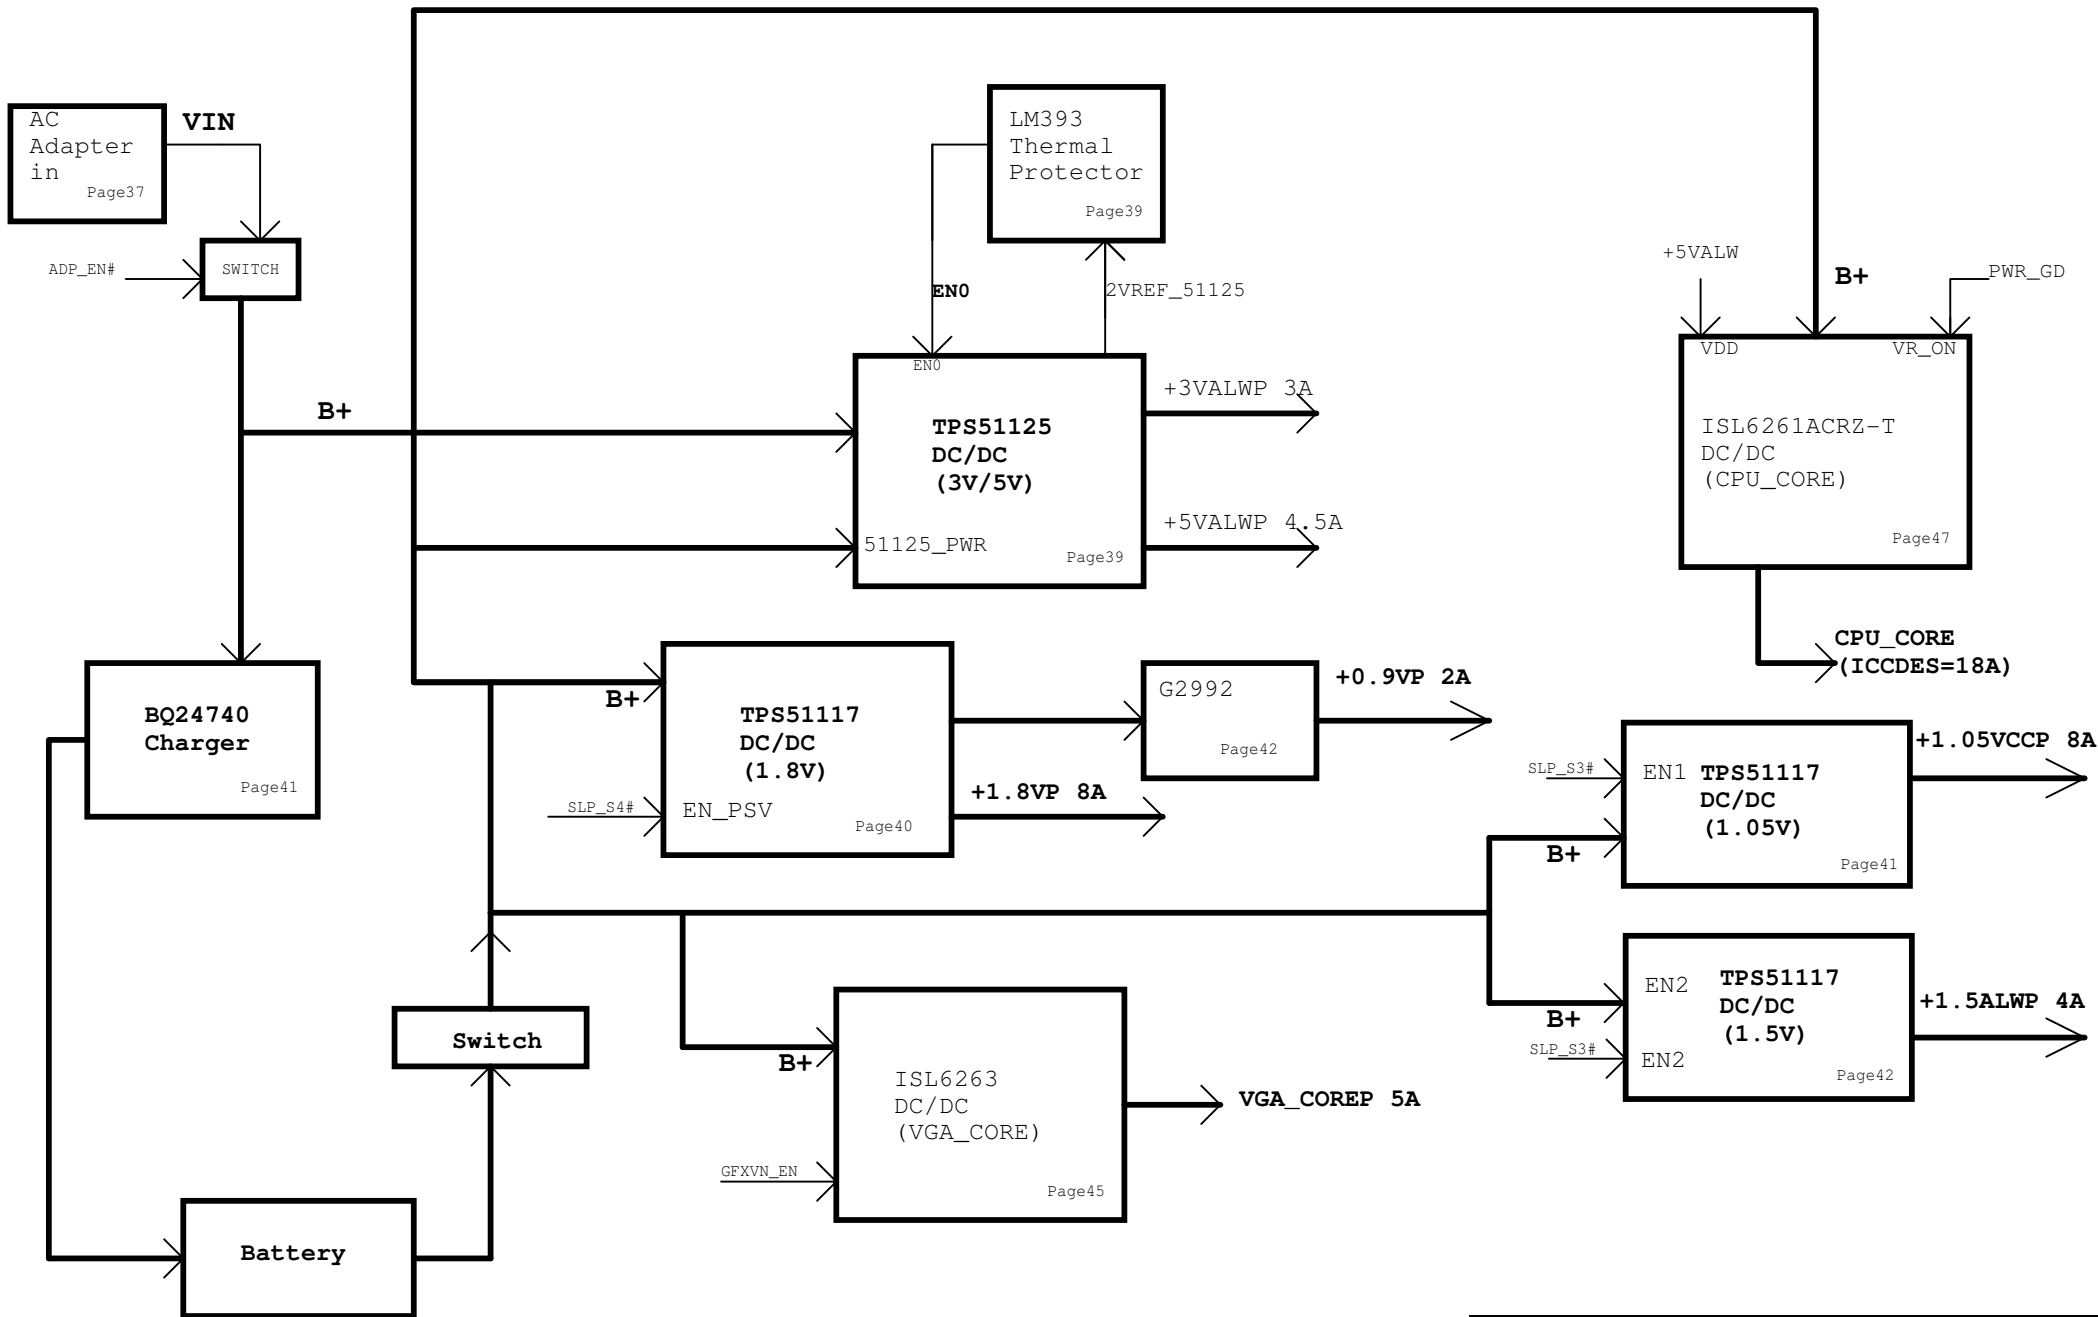 AC
Adapter
in
Page37
VIN
ADP_EN#
SWITCH
B+
LM393
Thermal
Protector
Page39
EN0
2VREF_51125
EN0
TPS51125
DC/DC
(3V/5V)
51125_PWR
Page39
+3VALWP 3A
+5VALWP 4.5A
+5VALW
B+
PWR_GD
VDD
VR_ON
ISL6261ACRZ-T
DC/DC
(CPU_CORE)
Page47
CPU_CORE
(ICCDES=18A)
BQ24740
Charger
Page41
B+
TPS51117
DC/DC
(1.8V)
SLP_S4#
EN_PSV
Page40
G2992
Page42
+0.9VP 2A
+1.8VP 8A
SLP_S3#
EN1
TPS51117
DC/DC
(1.05V)
B+
Page41
+1.05VCCP 8A
EN2
TPS51117
DC/DC
(1.5V)
B+
SLP_S3#
EN2
Page42
+1.5ALWP 4A
Switch
B+
ISL6263
DC/DC
(VGA_CORE)
GFXVN_EN
Page45
VGA_COREP 5A
Battery